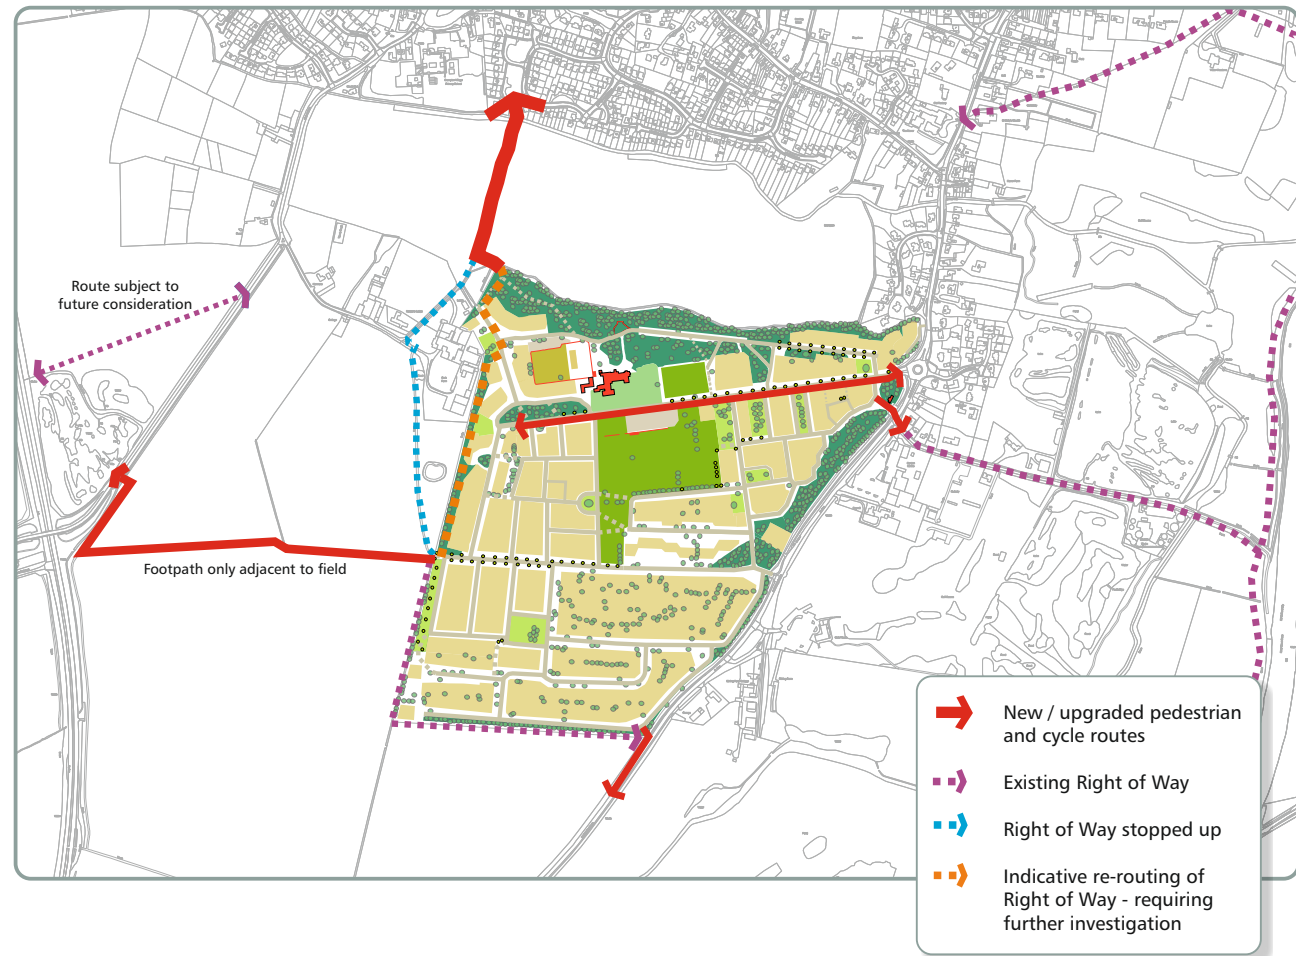 Route subject to
future consideration
Footpath only adjacent to field
New / upgraded pedestrian
and cycle routes
Existing Right of Way
Right of Way stopped up
Indicative re-routing of
Right of Way - requiring
further investigation